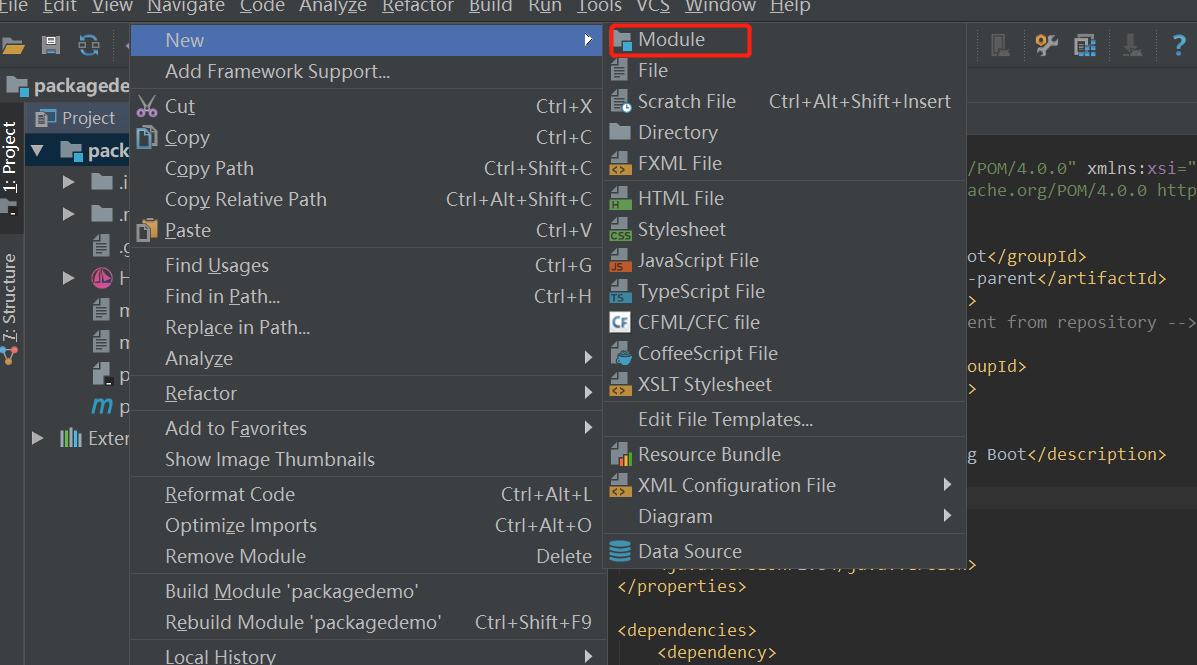 File Edit View Navigate Code Analyze Refactor Build Run Tools VCS Window Help
packagede
1: Project
7: Structure
Project
pack
Exter
New
Add Framework Support...
Cut Ctrl+X
Copy Ctrl+C
Copy Path Ctrl+Shift+C
Copy Relative Path Ctrl+Alt+Shift+C
Paste Ctrl+V
Find Usages Ctrl+G
Find in Path... Ctrl+H
Replace in Path...
Analyze
Refactor
Add to Favorites
Show Image Thumbnails
Reformat Code Ctrl+Alt+L
Optimize Imports Ctrl+Alt+O
Remove Module Delete
Build Module 'packagedemo'
Rebuild Module 'packagedemo' Ctrl+Shift+F9
Local History
Module
File
Scratch File Ctrl+Alt+Shift+Insert
Directory
FXML File
HTML File
Stylesheet
JavaScript File
TypeScript File
CFML/CFC file
CoffeeScript File
XSLT Stylesheet
Edit File Templates...
Resource Bundle
XML Configuration File
Diagram
Data Source
/POM/4.0.0" xmlns:xsi="
ache.org/POM/4.0.0 http
ot</groupId>
-parent</artifactId>
>
ent from repository -->
oupId>
>
g Boot</description>
</properties>
<dependencies>
<dependency>